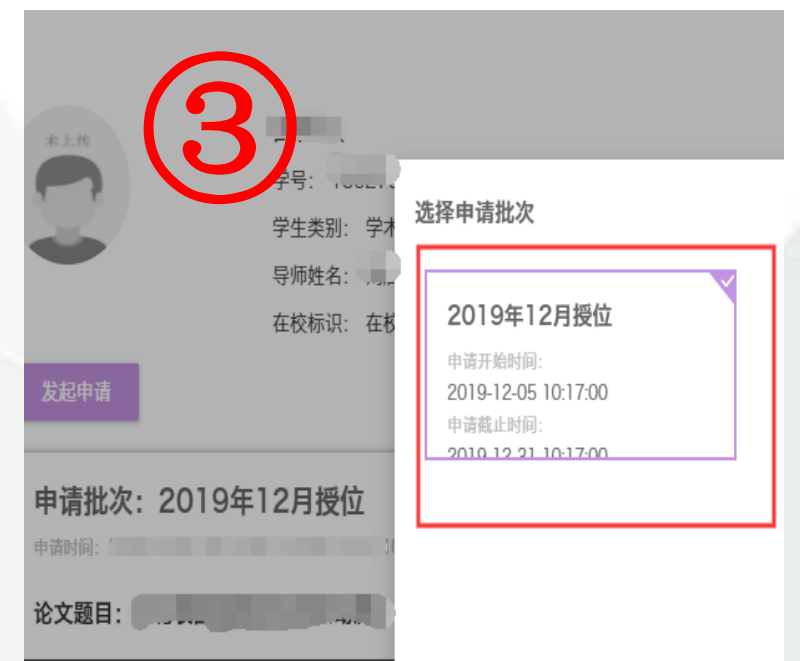 ③
未上传
学号:
学生类别: 学术
导师姓名:
在校标识: 在校
发起申请
申请批次: 2019年12月授位
申请时间:
论文题目:
选择申请批次
2019年12月授位
申请开始时间:
2019-12-05 10:17:00
申请截止时间:
2019-12-31 10:17:00